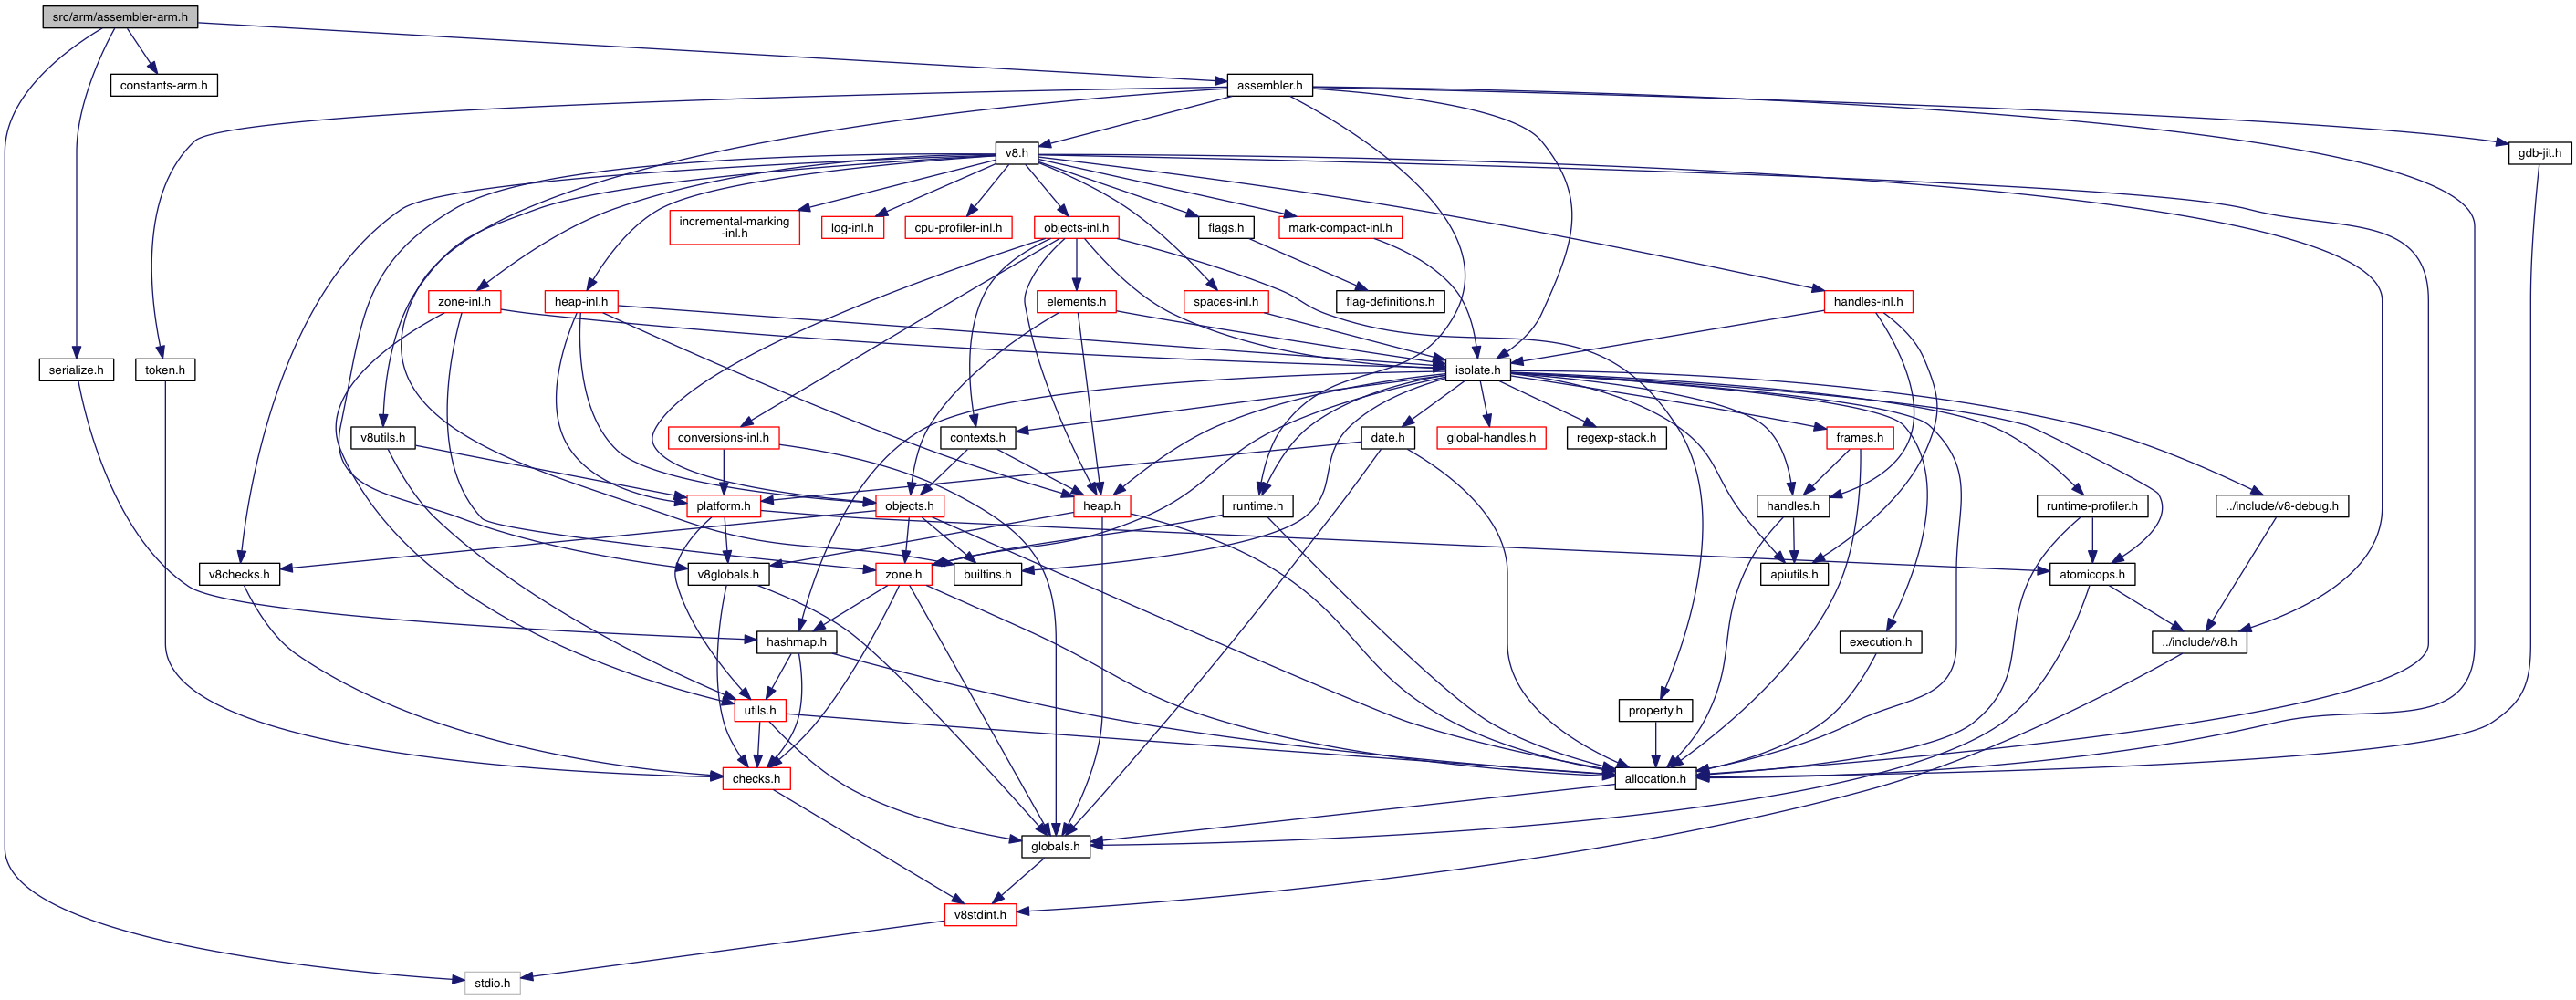 src/arm/assembler-arm.h
constants-arm.h
assembler.h
v8.h
gdb-jit.h
incremental-marking
-inl.h
log-inl.h
cpu-profiler-inl.h
objects-inl.h
flags.h
mark-compact-inl.h
zone-inl.h
heap-inl.h
elements.h
spaces-inl.h
flag-definitions.h
handles-inl.h
serialize.h
token.h
isolate.h
v8utils.h
conversions-inl.h
contexts.h
date.h
global-handles.h
regexp-stack.h
frames.h
platform.h
objects.h
heap.h
runtime.h
handles.h
runtime-profiler.h
../include/v8-debug.h
v8checks.h
v8globals.h
zone.h
builtins.h
apiutils.h
atomicops.h
hashmap.h
execution.h
../include/v8.h
utils.h
property.h
checks.h
allocation.h
globals.h
v8stdint.h
stdio.h